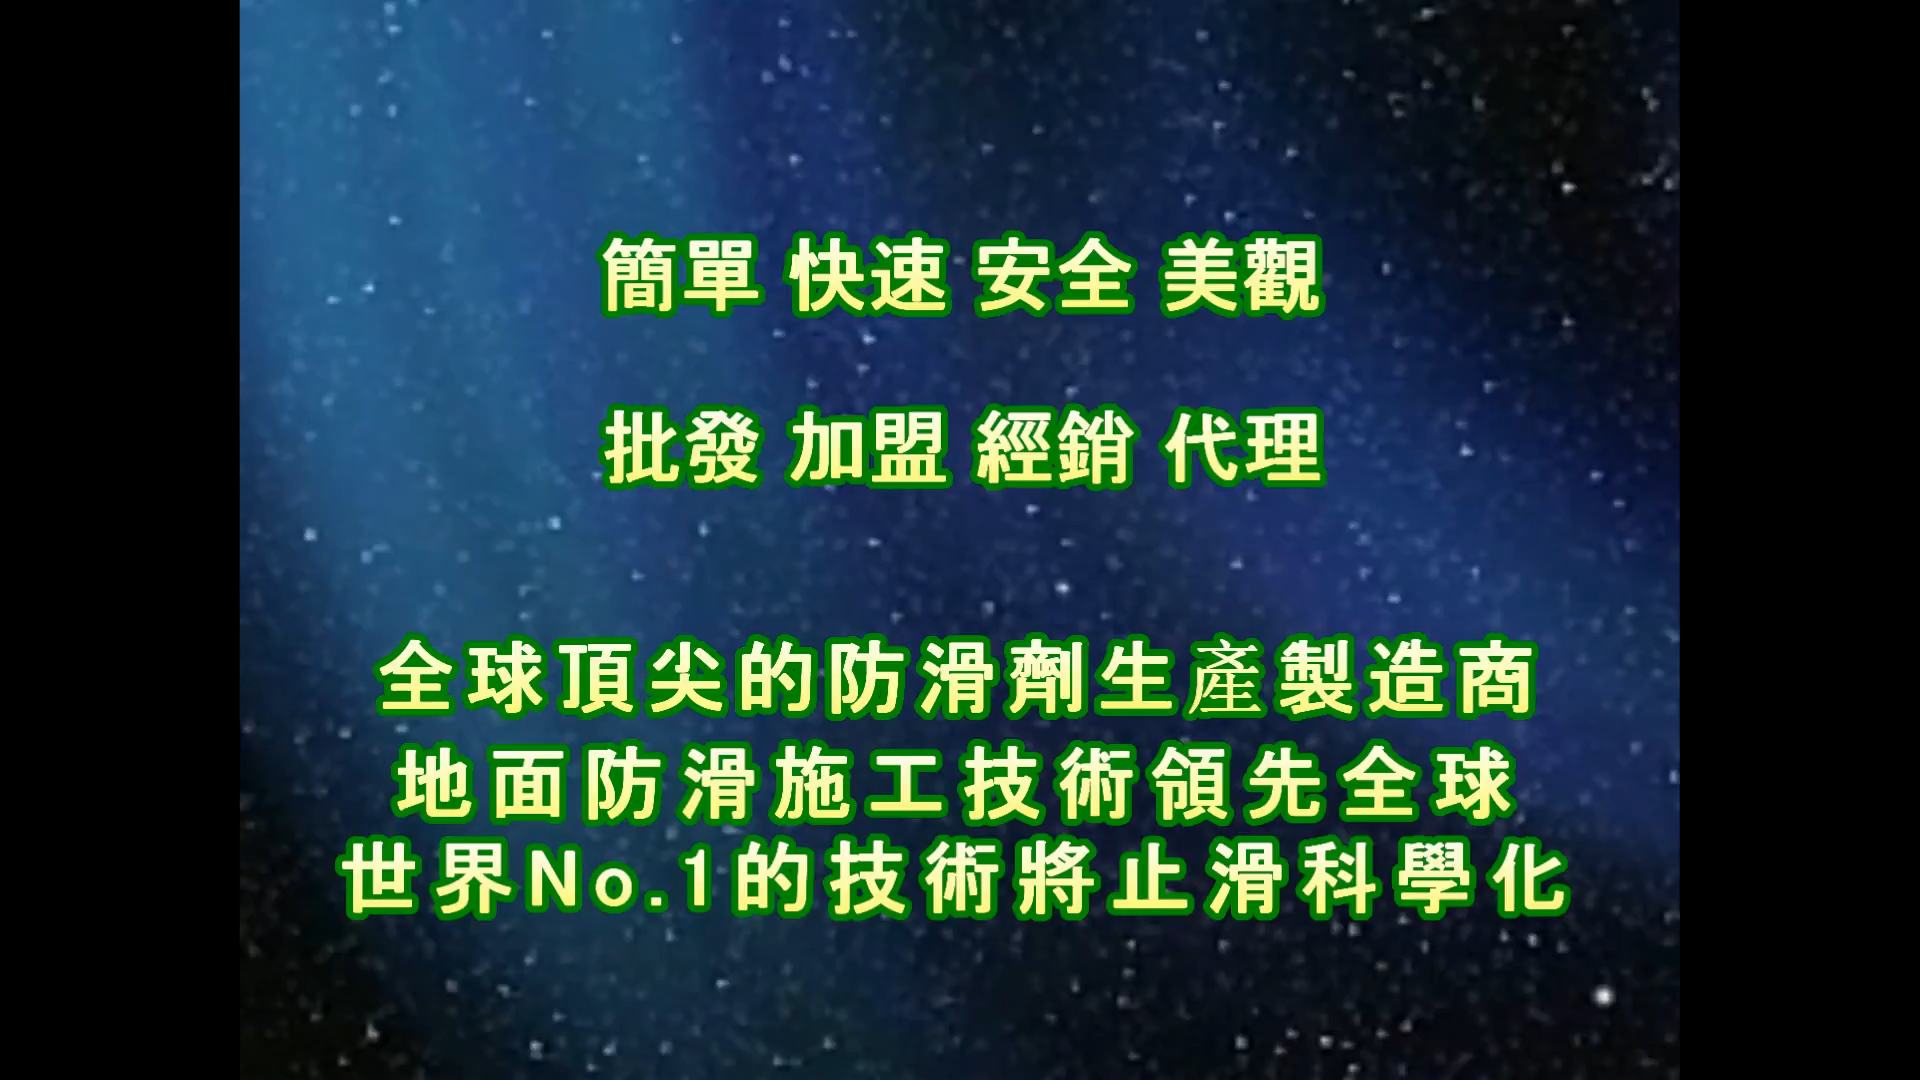 簡單 快速 安全 美觀
批發 加盟 經銷 代理
全球頂尖的防滑劑生產製造商
地面防滑施工技術領先全球
世界No.1的技術將止滑科學化